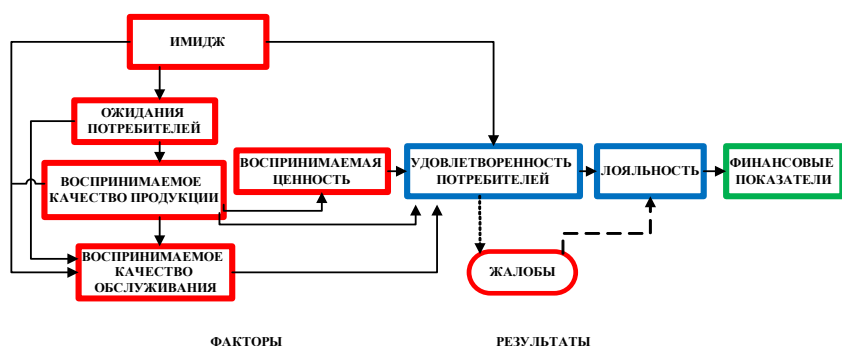 ИМИДЖ
ОЖИДАНИЯ
ПОТРЕБИТЕЛЕЙ
ВОСПРИНИМАЕМОЕ
КАЧЕСТВО ПРОДУКЦИИ
ВОСПРИНИМАЕМАЯ
ЦЕННОСТЬ
УДОВЛЕТВОРЕННОСТЬ
ПОТРЕБИТЕЛЕЙ
ЛОЯЛЬНОСТЬ
ФИНАНСОВЫЕ
ПОКАЗАТЕЛИ
ВОСПРИНИМАЕМОЕ
КАЧЕСТВО
ОБСЛУЖИВАНИЯ
ЖАЛОБЫ
ФАКТОРЫ
РЕЗУЛЬТАТЫ